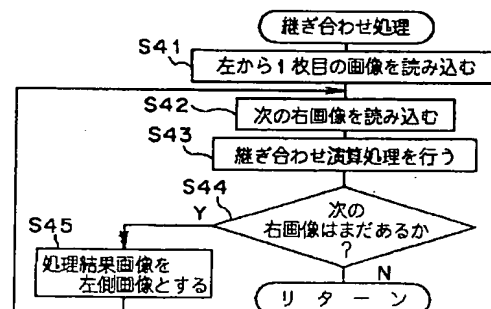 継ぎ合わせ処理
S41
左から1枚目の画像を読み込む
S42
次の右画像を読み込む
S43
継ぎ合わせ演算処理を行う
S44
次の
右画像はまだあるか
?
Y
S45
処理結果画像を
左側画像とする
N
リターン